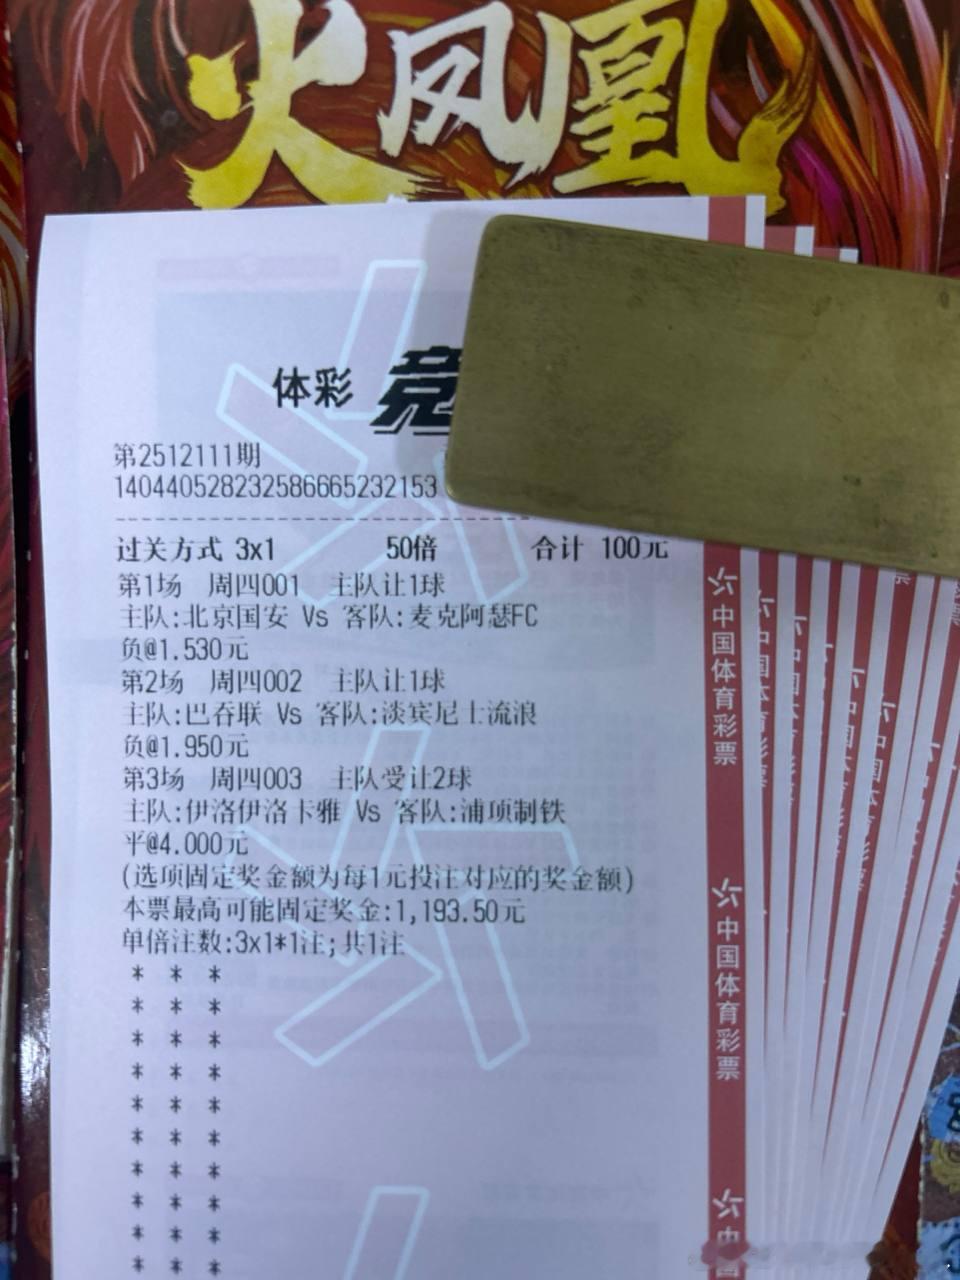 火凤凰
体彩 竞
第2512111期
140440528232586665232153
过关方式 3x1 50倍 合计 100元
第1场 周四001 主队让1球
主队:北京国安 Vs 客队:麦克阿瑟FC
负@1.530元
第2场 周四002 主队让1球
主队:巴吞联 Vs 客队:淡宾尼士流浪
负@1.950元
第3场 周四003 主队受让2球
主队:伊洛伊洛卡雅 Vs 客队:浦项制铁
平@4.000元
(选项固定奖金额为每1元投注对应的奖金额)
本票最高可能固定奖金:1,193.50元
单倍注数:3x1*1注;共1注
* * *
* * *
* * *
* * *
* * *
* * *
* * *
* * *
* * *
* * *
中国体育彩票
中国体育彩票
中国
中国体育彩票